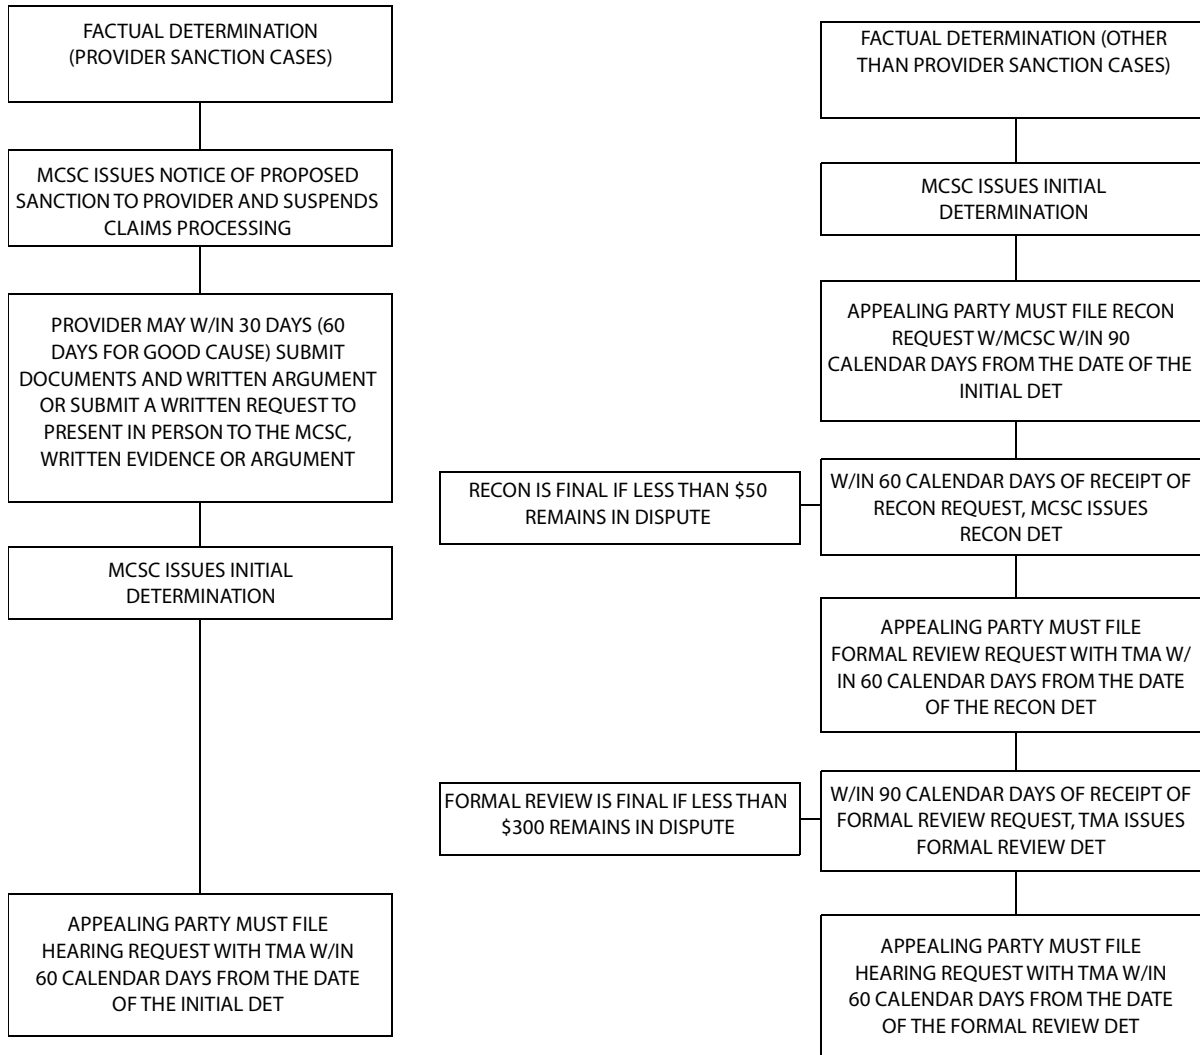 FACTUAL DETERMINATION
(PROVIDER SANCTION CASES)
MCSC ISSUES NOTICE OF PROPOSED
SANCTION TO PROVIDER AND SUSPENDS
CLAIMS PROCESSING
PROVIDER MAY W/IN 30 DAYS (60
DAYS FOR GOOD CAUSE) SUBMIT
DOCUMENTS AND WRITTEN ARGUMENT
OR SUBMIT A WRITTEN REQUEST TO
PRESENT IN PERSON TO THE MCSC,
WRITTEN EVIDENCE OR ARGUMENT
MCSC ISSUES INITIAL
DETERMINATION
APPEALING PARTY MUST FILE
HEARING REQUEST WITH TMA W/IN
60 CALENDAR DAYS FROM THE DATE
OF THE INITIAL DET
FACTUAL DETERMINATION (OTHER
THAN PROVIDER SANCTION CASES)
MCSC ISSUES INITIAL
DETERMINATION
APPEALING PARTY MUST FILE RECON
REQUEST W/MCSC W/IN 90
CALENDAR DAYS FROM THE DATE OF THE
INITIAL DET
W/IN 60 CALENDAR DAYS OF RECEIPT OF
RECON REQUEST, MCSC ISSUES
RECON DET
RECON IS FINAL IF LESS THAN $50
REMAINS IN DISPUTE
APPEALING PARTY MUST FILE
FORMAL REVIEW REQUEST WITH TMA W/
IN 60 CALENDAR DAYS FROM THE DATE
OF THE RECON DET
W/IN 90 CALENDAR DAYS OF RECEIPT OF
FORMAL REVIEW REQUEST, TMA ISSUES
FORMAL REVIEW DET
FORMAL REVIEW IS FINAL IF LESS THAN
$300 REMAINS IN DISPUTE
APPEALING PARTY MUST FILE
HEARING REQUEST WITH TMA W/IN
60 CALENDAR DAYS FROM THE DATE
OF THE FORMAL REVIEW DET